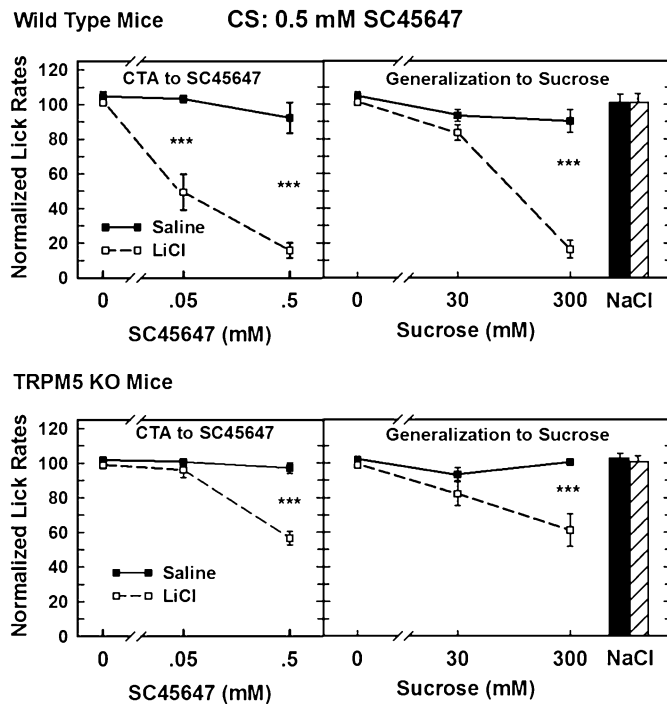 Wild Type Mice CS: 0.5 mM SC45647
CTA to SC45647 Generalization to Sucrose
Normalized Lick Rates
120
100
80
60
40
20
0
***
***
***
Saline
LiCl
0 .05 .5 0 30 300 NaCl
SC45647 (mM) Sucrose (mM)
TRPM5 KO Mice
CTA to SC45647 Generalization to Sucrose
Normalized Lick Rates
120
100
80
60
40
20
0
*** ***
Saline
LiCl
0 .05 .5 0 30 300 NaCl
SC45647 (mM) Sucrose (mM)